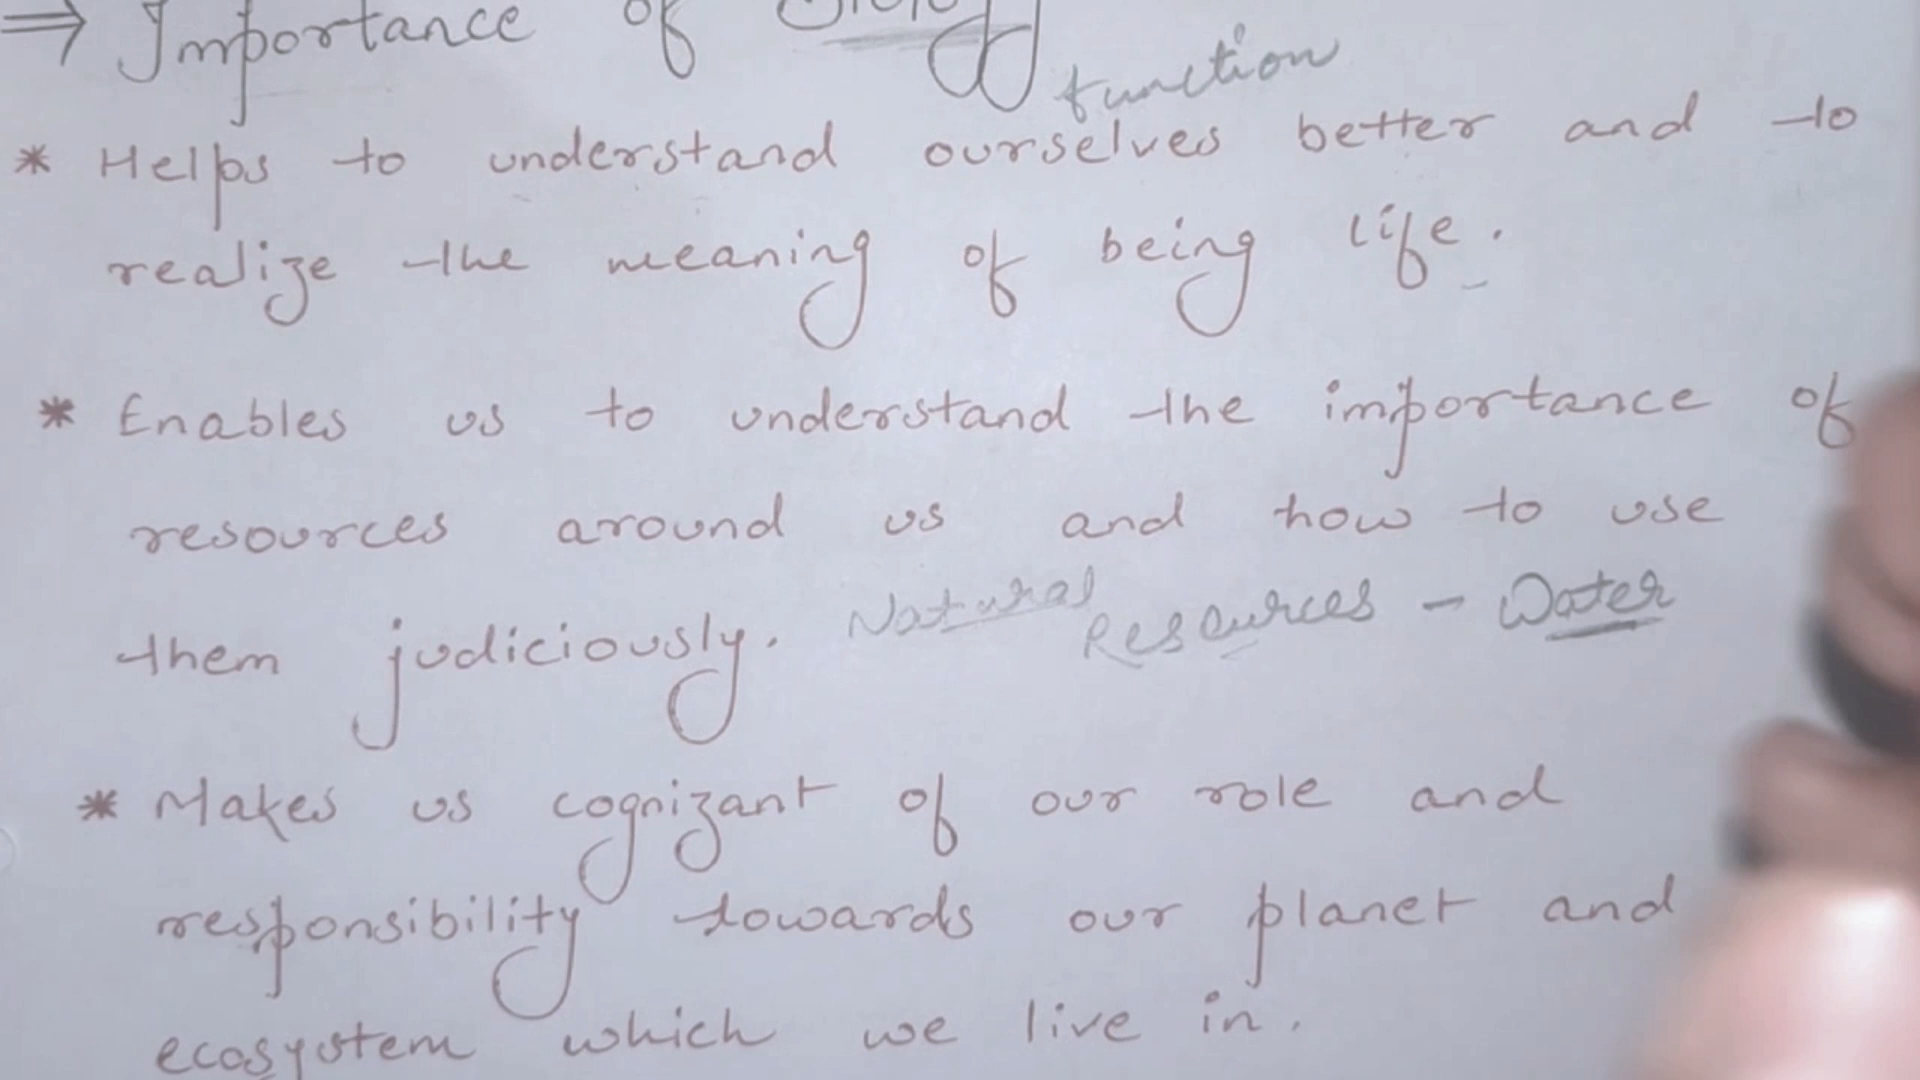 ⇒ Importance of Biology
function
* Helps to understand ourselves better and to
realize the meaning of being life.
* Enables us to understand the importance of
resources around us and how to use
them judiciously. Natural Resources - Water
* Makes us cognizant of our role and
responsibility towards our planet and
ecosystem which we live in.